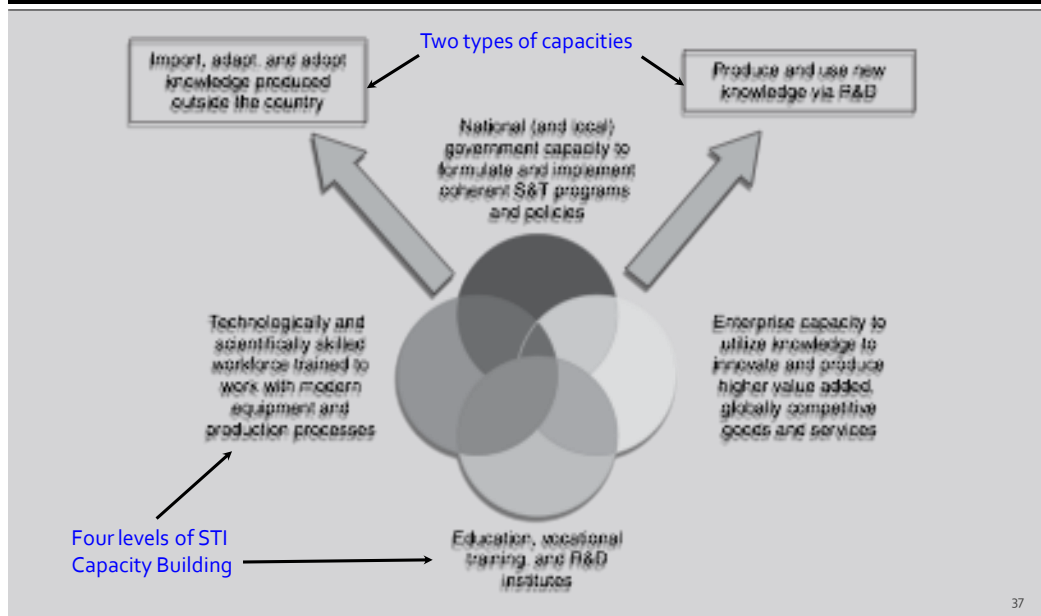 Two types of capacities
Import, adapt, and adopt
knowledge produced
outside the country
Produce and use new
knowledge via R&D
National (and local)
government capacity to
formulate and implement
coherent S&T programs
and policies
Technologically and
scientifically skilled
workforce trained to
work with modern
equipment and
production processes
Enterprise capacity to
utilize knowledge to
innovate and produce
higher value added,
globally competitive
goods and services
Four levels of STI
Capacity Building
Education, vocational
training, and R&D
institutes
37